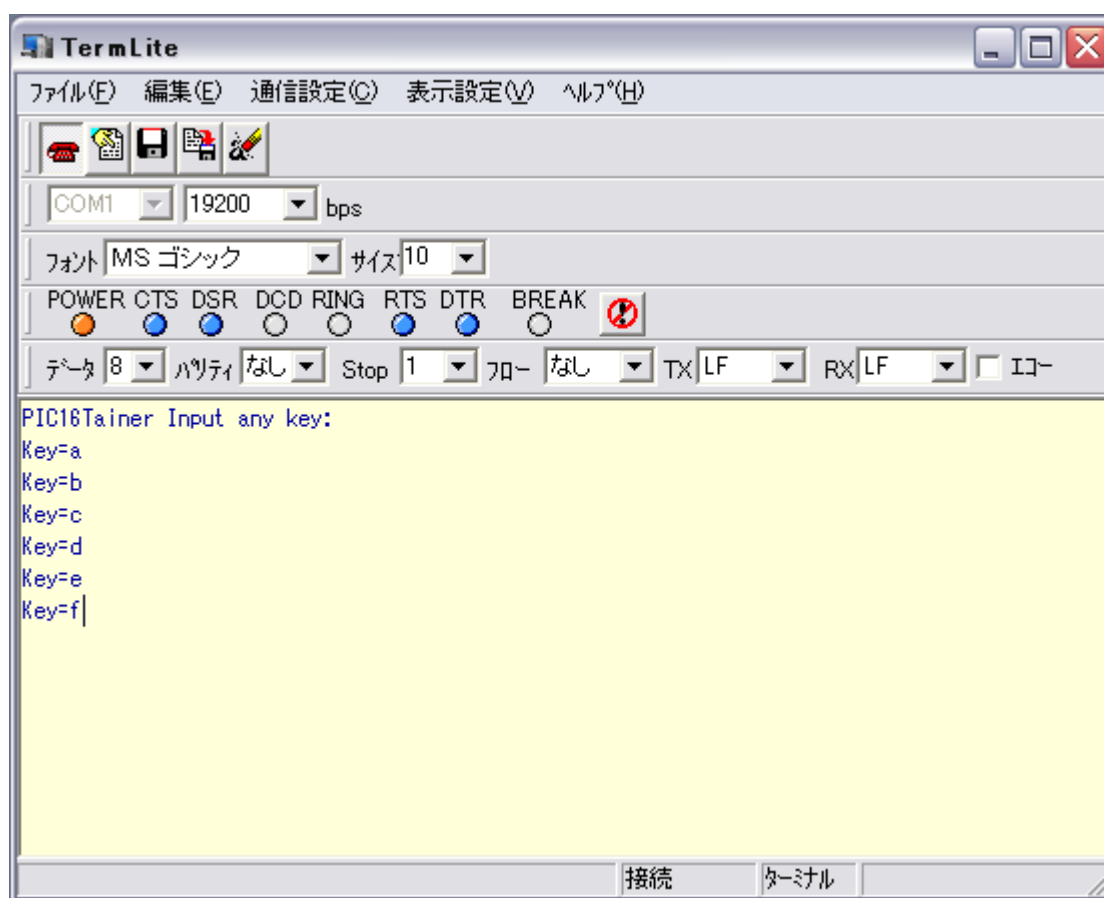 TermLite
ファイル(F) 編集(E) 通信設定(C) 表示設定(V) ヘルプ(H)
COM1 19200 bps
フォント MS ゴシック サイズ 10
POWER CTS DSR DCD RING RTS DTR BREAK
データ 8 パリティ なし Stop 1 フロー なし TX LF RX LF エコー
PIC16Tainer Input any key:
Key=a
Key=b
Key=c
Key=d
Key=e
Key=f
接続 ターミナル